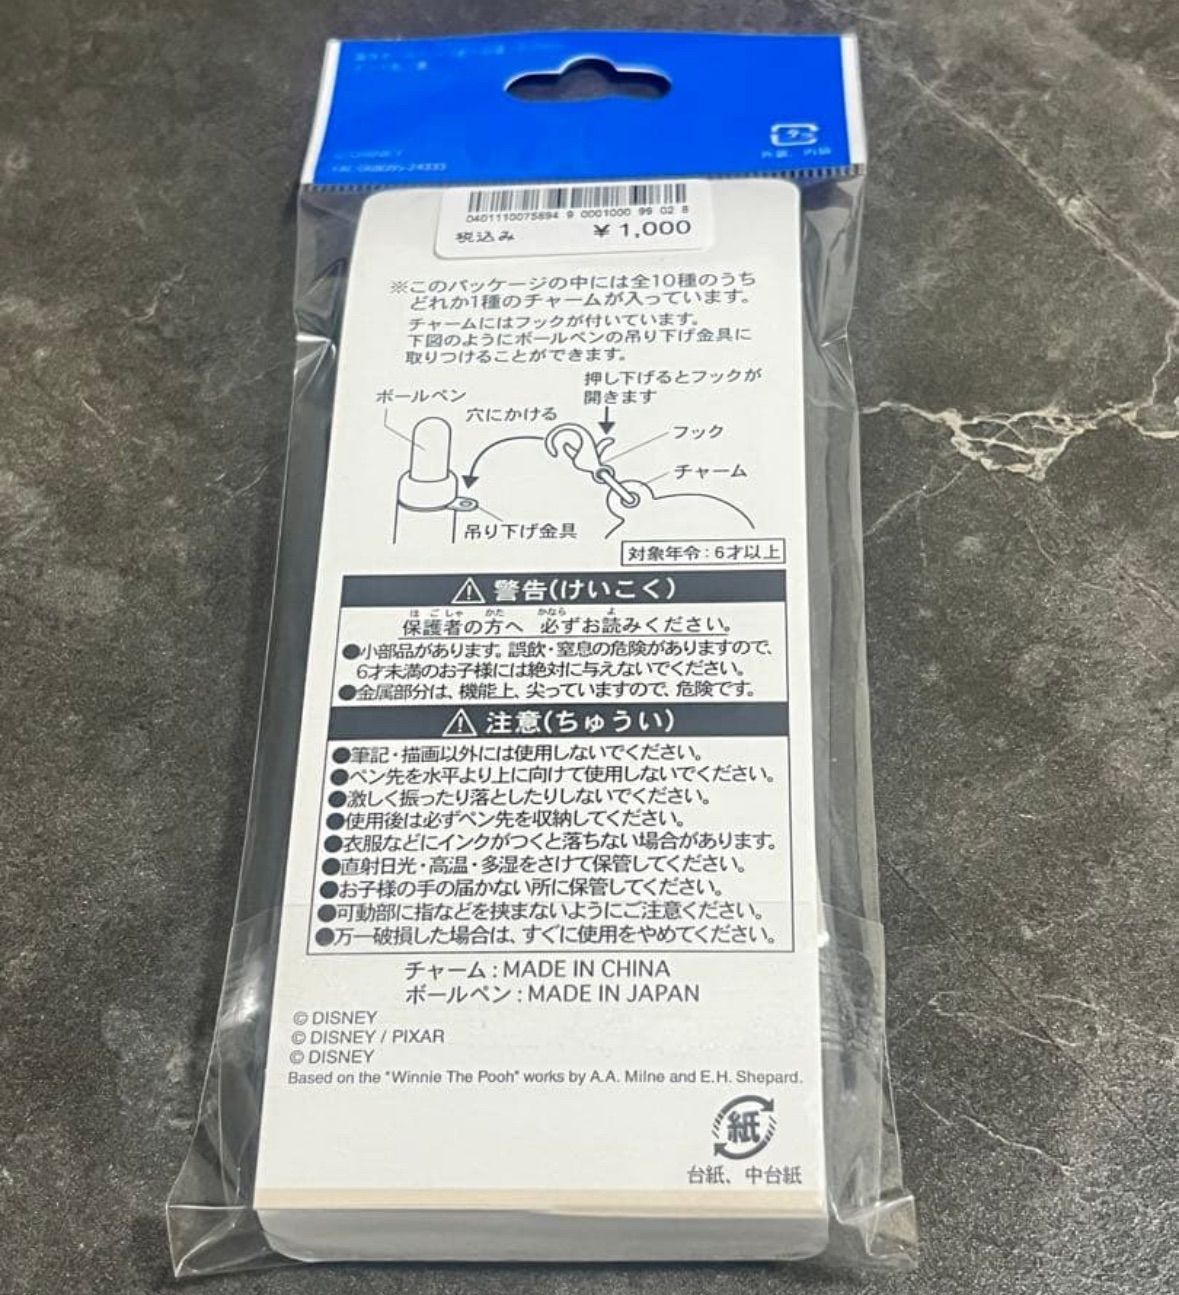 プラ
外袋、内袋
© DISNEY
0401110075894 9 0001000 99 02 8
税込み ¥1,000
※このパッケージの中には全10種のうち
どれか1種のチャームが入っています。
チャームにはフックが付いています。
下図のようにボールペンの吊り下げ金具に
取りつけることができます。
押し下げるとフックが
開きます
ボールペン
穴にかける
フック
チャーム
吊り下げ金具
対象年令：6才以上
⚠ 警告(けいこく)
ほごしゃ かた かなら よ
保護者の方へ 必ずお読みください。
●小部品があります。誤飲・窒息の危険がありますので、
6才未満のお子様には絶対に与えないでください。
●金属部分は、機能上、尖っていますので、危険です。
⚠ 注意(ちゅうい)
●筆記・描画以外には使用しないでください。
●ペン先を水平より上に向けて使用しないでください。
●激しく振ったり落としたりしないでください。
●使用後は必ずペン先を収納してください。
●衣服などにインクがつくと落ちない場合があります。
●直射日光・高温・多湿をさけて保管してください。
●お子様の手の届かない所に保管してください。
●可動部に指などを挟まないようにご注意ください。
●万一破損した場合は、すぐに使用をやめてください。
チャーム：MADE IN CHINA
ボールペン：MADE IN JAPAN
© DISNEY
© DISNEY / PIXAR
© DISNEY
Based on the "Winnie The Pooh" works by A.A. Milne and E.H. Shepard.
紙
台紙、中台紙